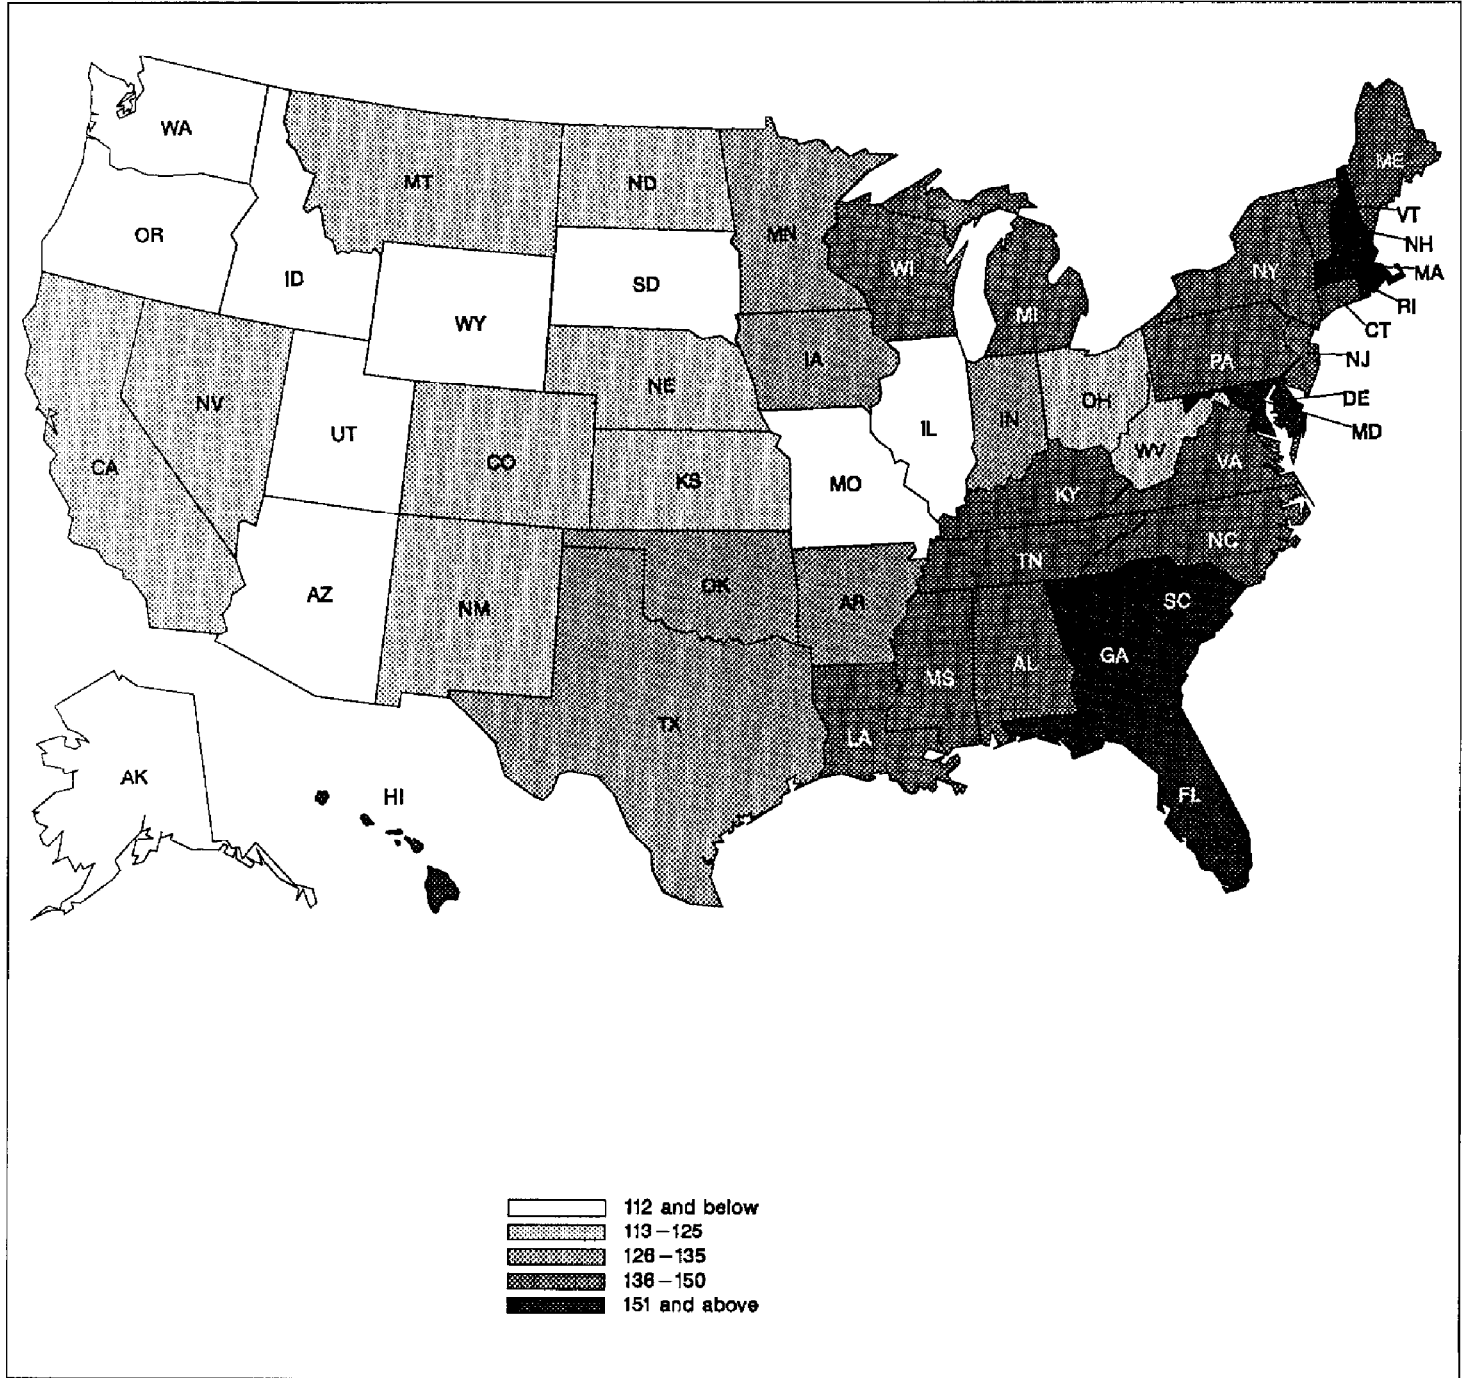 WA
MT
ND
MN
ME
OR
ID
WY
SD
WI
MI
NY
VT
NH
MA
RI
CT
NJ
DE
MD
NV
UT
CA
CO
NE
KS
IA
MO
IL
IN
OH
WV
PA
VA
KY
TN
NC
SC
GA
AL
MS
AR
OK
NM
AZ
TX
LA
FL
AK
HI
112 and below
113–125
126–135
136–150
151 and above